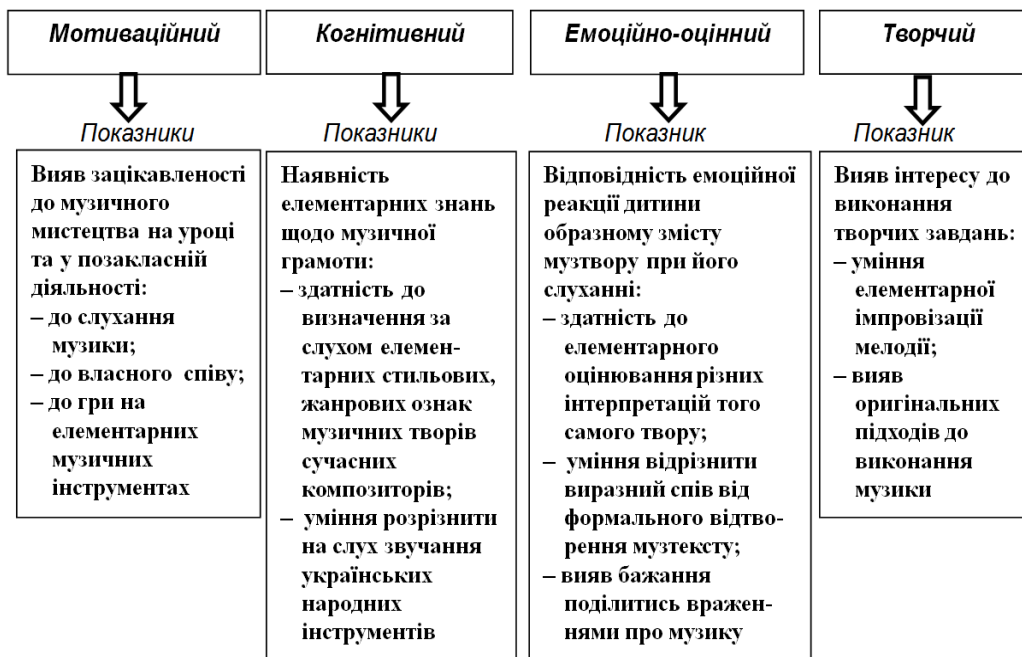 Мотиваційний
Показники
Вияв зацікавленості
до музичного
мистецтва на уроці
та у позакласній
діяльності:
– до слухання
музики;
– до власного співу;
– до гри на
елементарних
музичних
інструментах
Когнітивний
Показники
Наявність
елементарних знань
щодо музичної
грамоти:
– здатність до
визначення за
слухом елемен-
тарних стильових,
жанрових ознак
музичних творів
сучасних
композиторів;
– уміння розрізнити
на слух звучання
українських
народних
інструментів
Емоційно-оцінний
Показник
Відповідність емоційної
реакції дитини
образному змісту
музтвору при його
слуханні:
– здатність до
елементарного
оцінювання різних
інтерпретацій того
самого твору;
– уміння відрізнити
виразний спів від
формального відтво-
рення музтексту;
– вияв бажання
поділитись вражен-
нями про музику
Творчий
Показник
Вияв інтересу до
виконання
творчих завдань:
– уміння
елементарної
імпровізації
мелодії;
– вияв
оригінальних
підходів до
виконання
музики